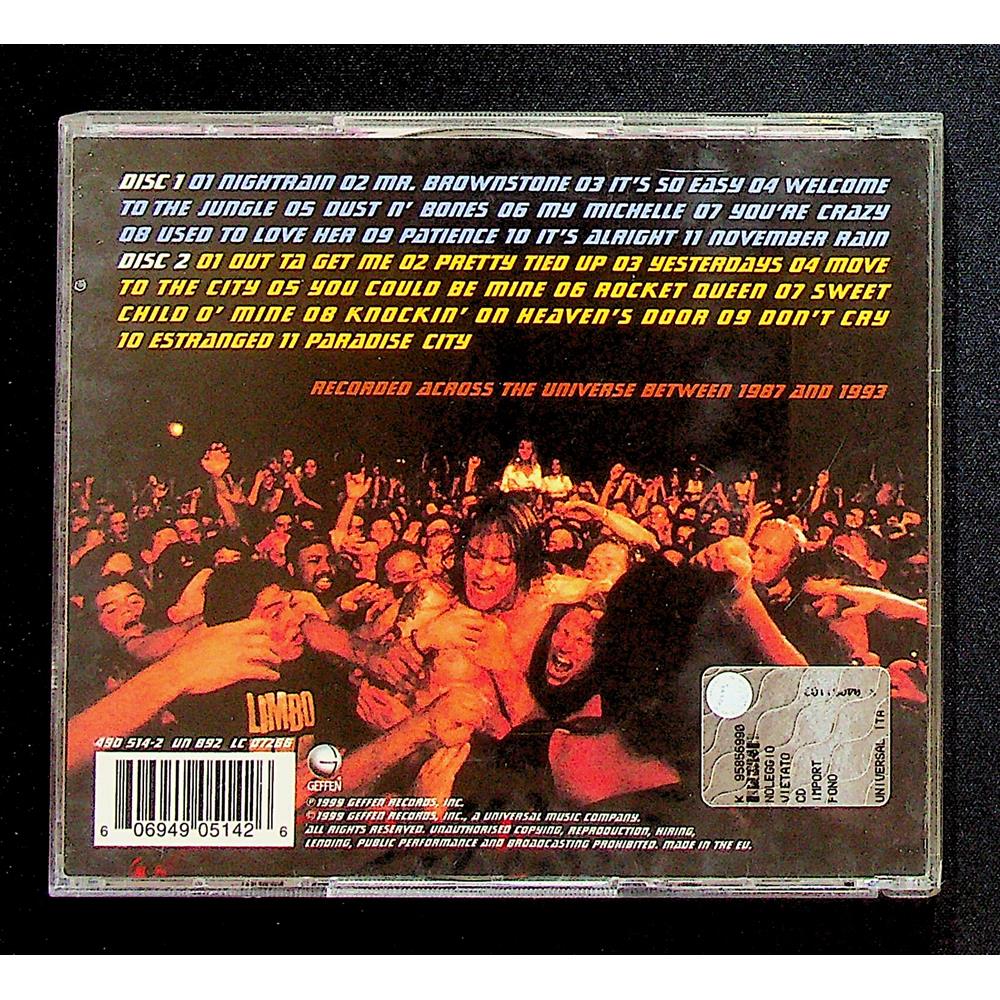 DISC 1 01 NIGHTRAIN 02 MR. BROWNSTONE 03 IT'S SO EASY 04 WELCOME
TO THE JUNGLE 05 DUST N' BONES 06 MY MICHELLE 07 YOU'RE CRAZY
08 USED TO LOVE HER 09 PATIENCE 10 IT'S ALRIGHT 11 NOVEMBER RAIN
DISC 2 01 OUT TA GET ME 02 PRETTY TIED UP 03 YESTERDAYS 04 MOVE
TO THE CITY 05 YOU COULD BE MINE 06 ROCKET QUEEN 07 SWEET
CHILD O' MINE 08 KNOCKIN' ON HEAVEN'S DOOR 09 DON'T CRY
10 ESTRANGED 11 PARADISE CITY
RECORDED ACROSS THE UNIVERSE BETWEEN 1987 AND 1993
LIMBO
490 514-2 UN 892 LC 07266
6 06949 05142 6
GEFFEN
℗ 1999 GEFFEN RECORDS, INC.
© 1999 GEFFEN RECORDS, INC., A UNIVERSAL MUSIC COMPANY.
ALL RIGHTS RESERVED. UNAUTHORISED COPYING, REPRODUCTION, HIRING,
LENDING, PUBLIC PERFORMANCE AND BROADCASTING PROHIBITED. MADE IN THE EU.
K 95866990
NOLEGGIO
VIETATO
CD
IMPORT
FONO
UNIVERSAL ITA